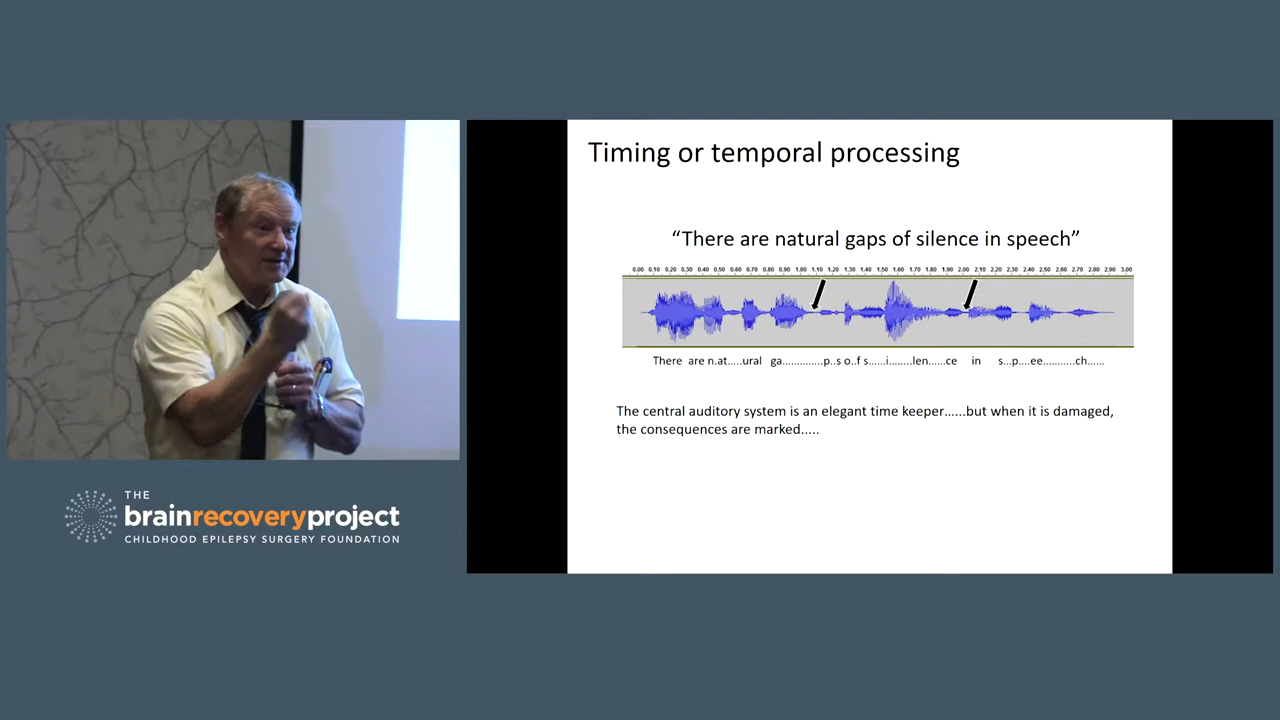 Timing or temporal processing
“There are natural gaps of silence in speech”
0.00 0.10 0.20 0.30 0.40 0.50 0.60 0.70 0.80 0.90 1.00 1.10 1.20 1.30 1.40 1.50 1.60 1.70 1.80 1.90 2.00 2.10 2.20 2.30 2.40 2.50 2.60 2.70 2.80 2.90 3.00
There are n.at.....ural ga..............p..s o..f s......i........len......ce in s...p....ee...........ch......
The central auditory system is an elegant time keeper......but when it is damaged,
the consequences are marked.....
THE
brainrecoveryproject
CHILDHOOD EPILEPSY SURGERY FOUNDATION